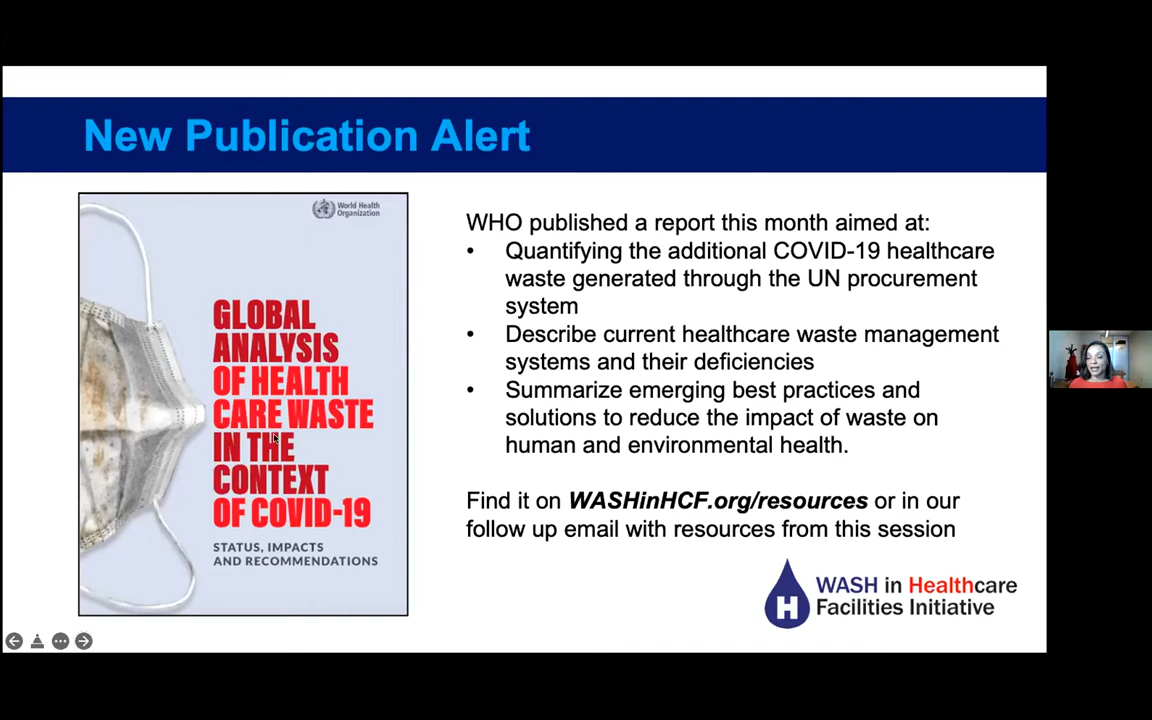 New Publication Alert
World Health
Organization
GLOBAL
ANALYSIS
OF HEALTH
CARE WASTE
IN THE
CONTEXT
OF COVID-19
STATUS, IMPACTS
AND RECOMMENDATIONS
WHO published a report this month aimed at:
• Quantifying the additional COVID-19 healthcare
waste generated through the UN procurement
system
• Describe current healthcare waste management
systems and their deficiencies
• Summarize emerging best practices and
solutions to reduce the impact of waste on
human and environmental health.
Find it on WASHinHCF.org/resources or in our
follow up email with resources from this session
H
WASH in Healthcare
Facilities Initiative